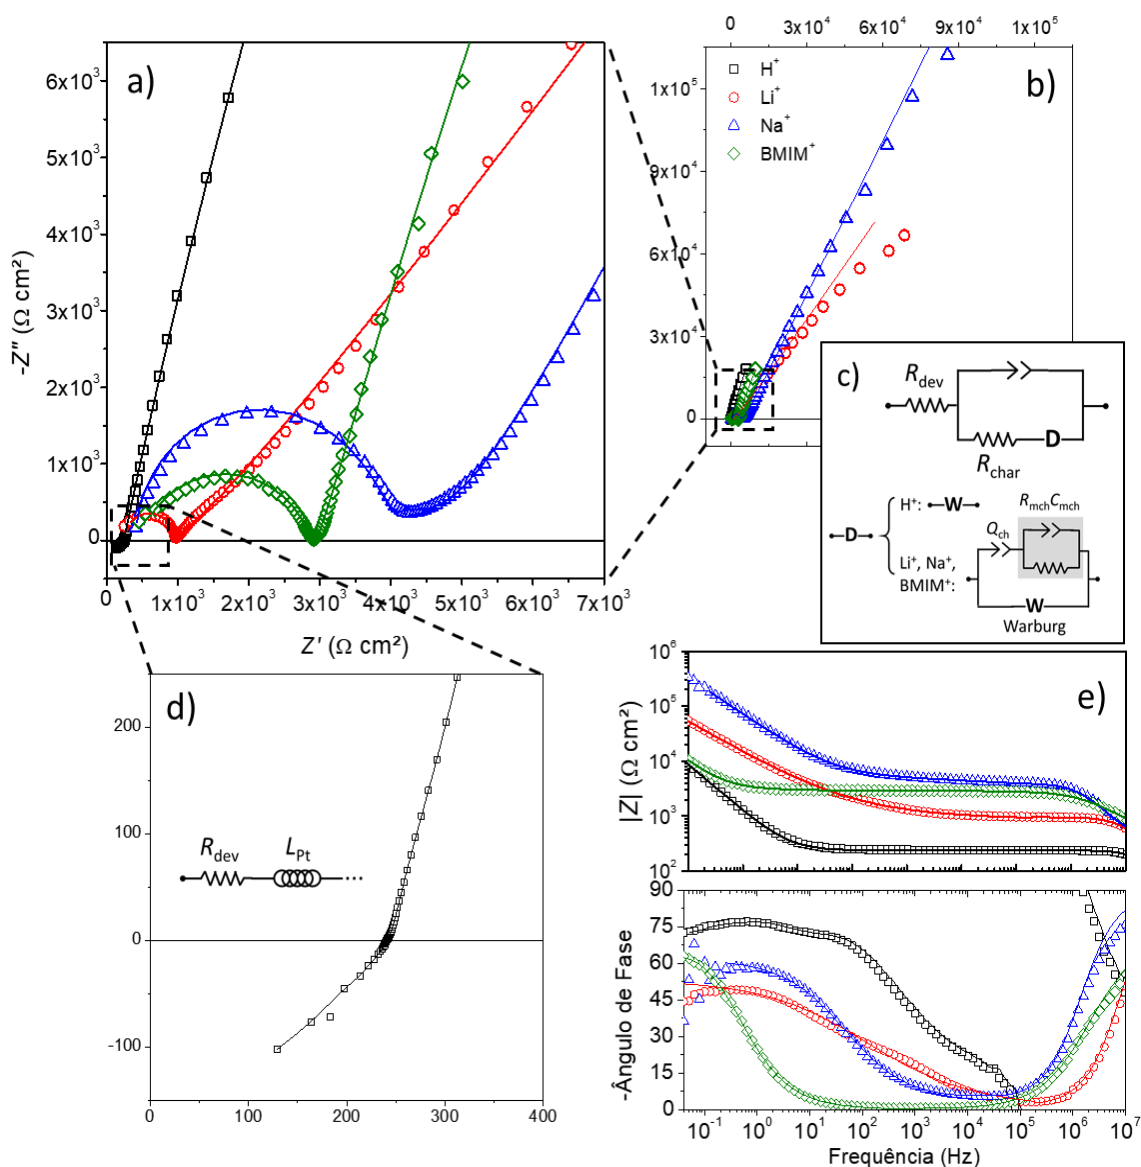 a)
6x10³
5x10³
4x10³
3x10³
2x10³
1x10³
0
-Z″ (Ω cm²)
0 1x10³ 2x10³ 3x10³ 4x10³ 5x10³ 6x10³ 7x10³
Z′ (Ω cm²)
0 3x10⁴ 6x10⁴ 9x10⁴ 1x10⁵
b)
H⁺
Li⁺
Na⁺
BMIM⁺
1x10⁵
9x10⁴
6x10⁴
3x10⁴
0
c)
R_dev
R_char
D
D
H⁺: W
Li⁺, Na⁺,
BMIM⁺:
R_mch C_mch
Q_ch
W
Warburg
d)
R_dev L_Pt ...
200
100
0
-100
0 100 200 300 400
e)
|Z| (Ω cm²)
10⁶
10⁵
10⁴
10³
10²
-Ângulo de Fase
90
75
60
45
30
15
0
10⁻¹ 10⁰ 10¹ 10² 10³ 10⁴ 10⁵ 10⁶ 10⁷
Frequência (Hz)